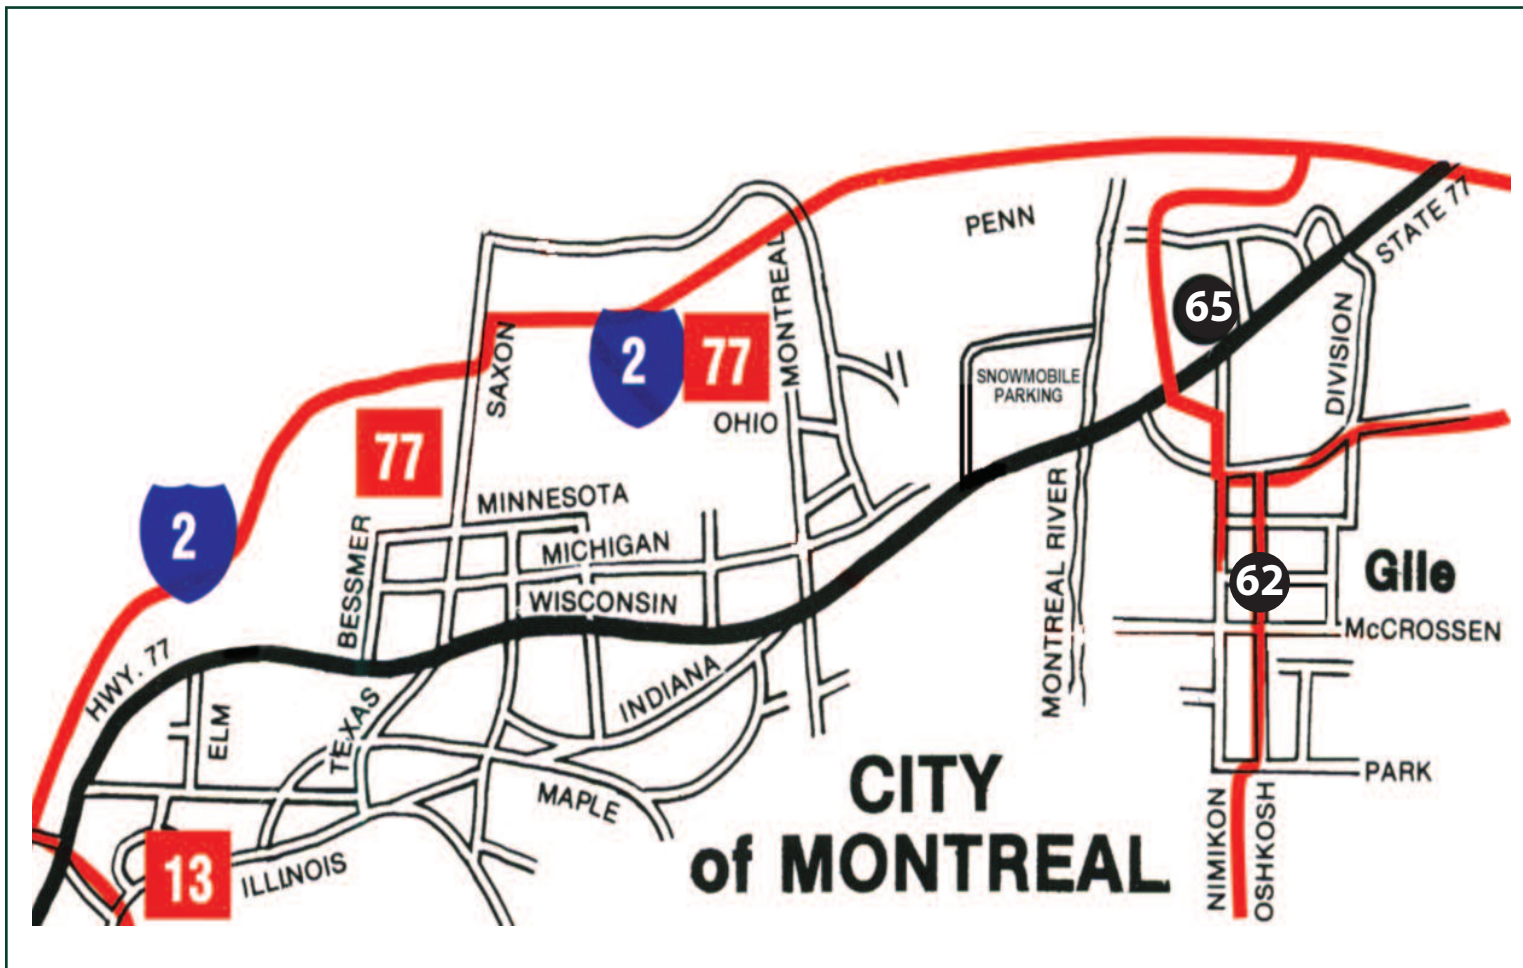 PENN
STATE 77
65
MONTREAL
SAXON
2
77
SNOWMOBILE
PARKING
DIVISION
OHIO
77
MINNESOTA
2
BESSMER
MICHIGAN
WISCONSIN
MONTREAL RIVER
Gile
62
McCROSSEN
HWY. 77
INDIANA
ELM
TEXAS
PARK
MAPLE
CITY
of MONTREAL
NIMIKON
OSHKOSH
13
ILLINOIS